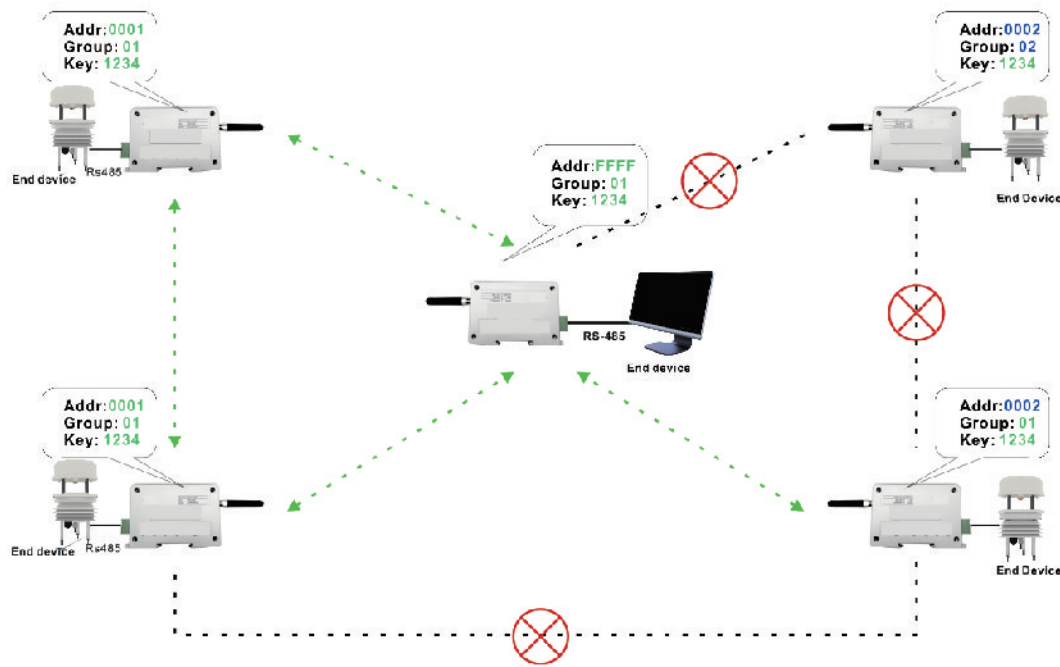 Addr:0001
Group: 01
Key: 1234
Addr:0002
Group: 02
Key: 1234
End device
Rs485
End Device
Addr:FFFF
Group: 01
Key: 1234
RS-485
End device
Addr:0001
Group: 01
Key: 1234
Addr:0002
Group: 01
Key: 1234
End device
Rs485
End Device